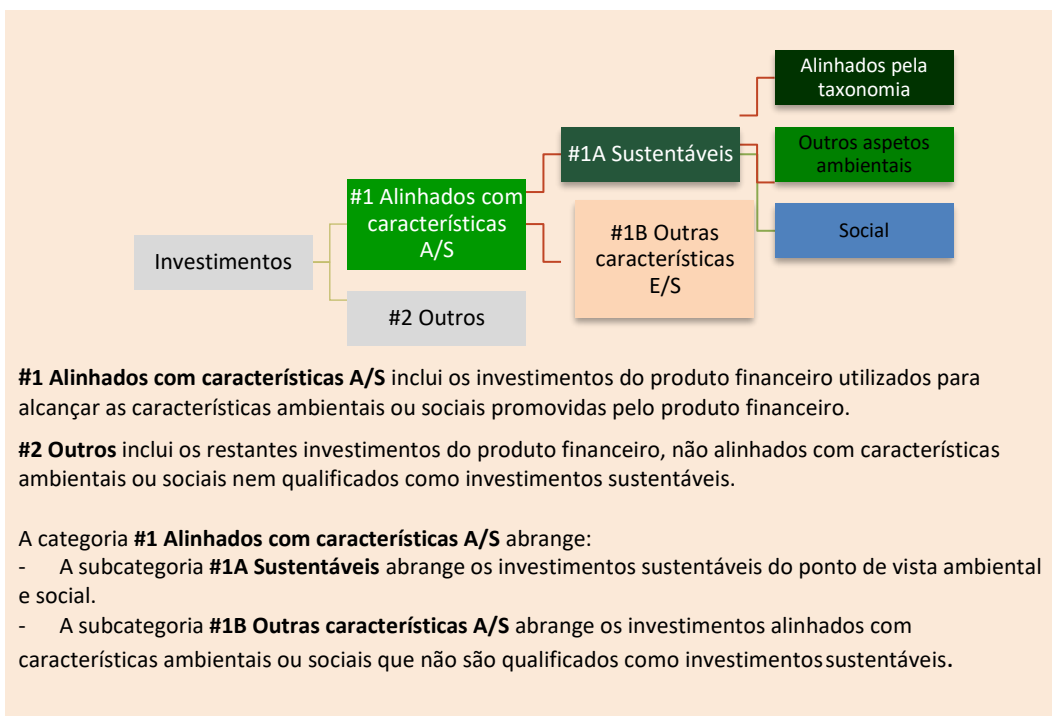 Alinhados pela
taxonomia
#1A Sustentáveis
Outros aspetos
ambientais
#1 Alinhados com
características
A/S
#1B Outras
características
E/S
Social
Investimentos
#2 Outros
#1 Alinhados com características A/S inclui os investimentos do produto financeiro utilizados para
alcançar as características ambientais ou sociais promovidas pelo produto financeiro.
#2 Outros inclui os restantes investimentos do produto financeiro, não alinhados com características
ambientais ou sociais nem qualificados como investimentos sustentáveis.
A categoria #1 Alinhados com características A/S abrange:
- A subcategoria #1A Sustentáveis abrange os investimentos sustentáveis do ponto de vista ambiental
e social.
- A subcategoria #1B Outras características A/S abrange os investimentos alinhados com
características ambientais ou sociais que não são qualificados como investimentos sustentáveis.